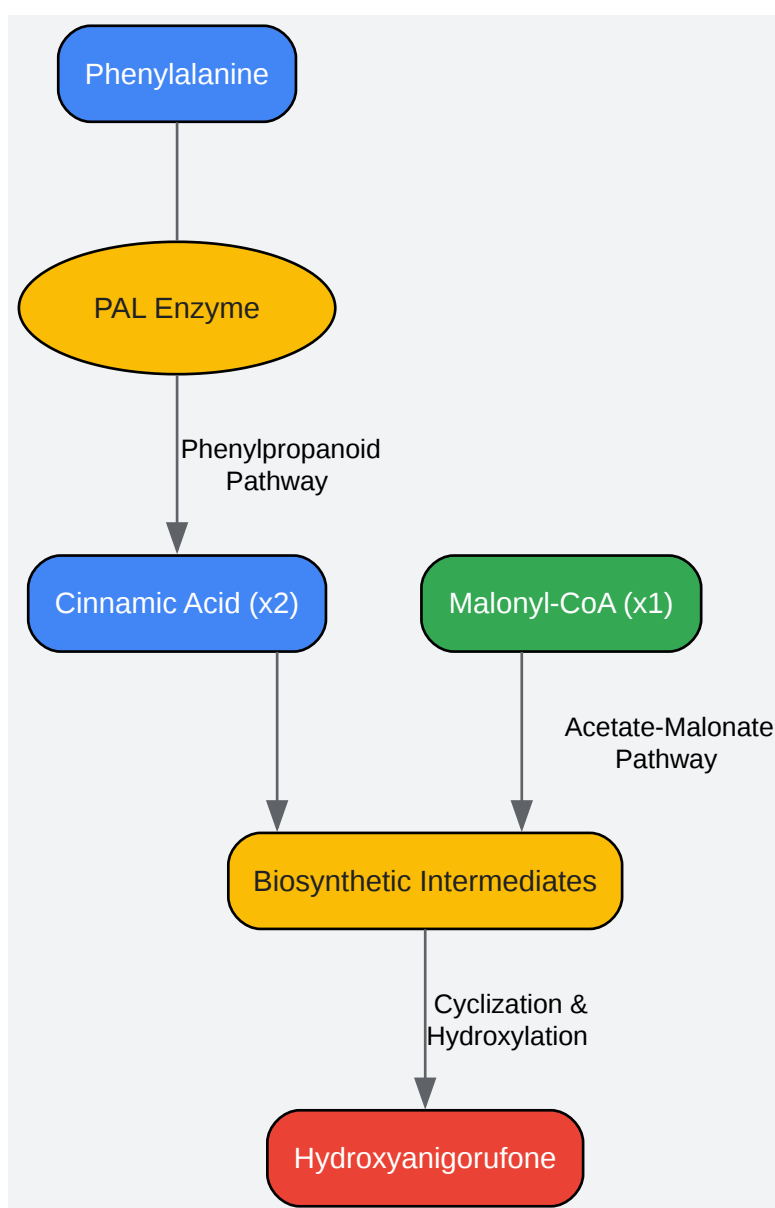 Phenylalanine
PAL Enzyme
Phenylpropanoid
Pathway
Cinnamic Acid (x2)
Malonyl-CoA (x1)
Acetate-Malonate
Pathway
Biosynthetic Intermediates
Cyclization &
Hydroxylation
Hydroxyanigorufone